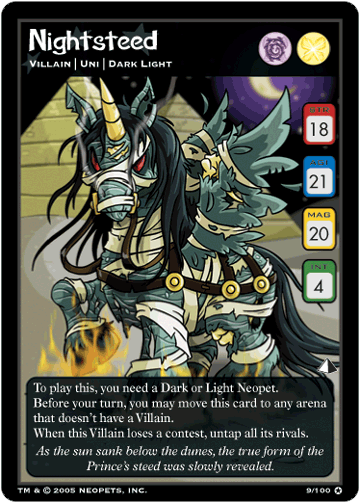 Nightsteed
VILLAIN | UNI | DARK LIGHT
STR
18
AGI
21
MAG
20
INT
4
To play this, you need a Dark or Light Neopet.
Before your turn, you may move this card to any arena
that doesn't have a Villain.
When this Villain loses a contest, untap all its rivals.
As the sun sank below the dunes, the true form of the
Prince's steed was slowly revealed.
TM & © 2005 NEOPETS, INC.
9/100